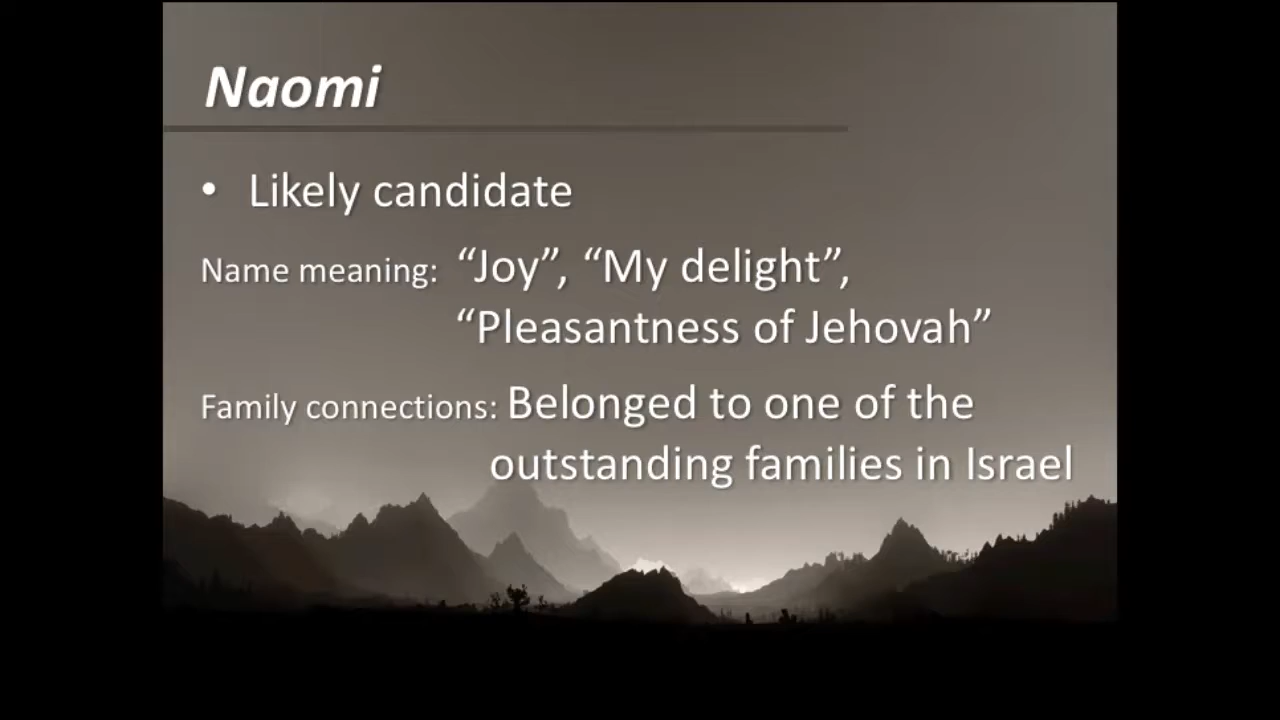 Naomi
• Likely candidate
Name meaning: “Joy”, “My delight”,
“Pleasantness of Jehovah”
Family connections: Belonged to one of the
outstanding families in Israel